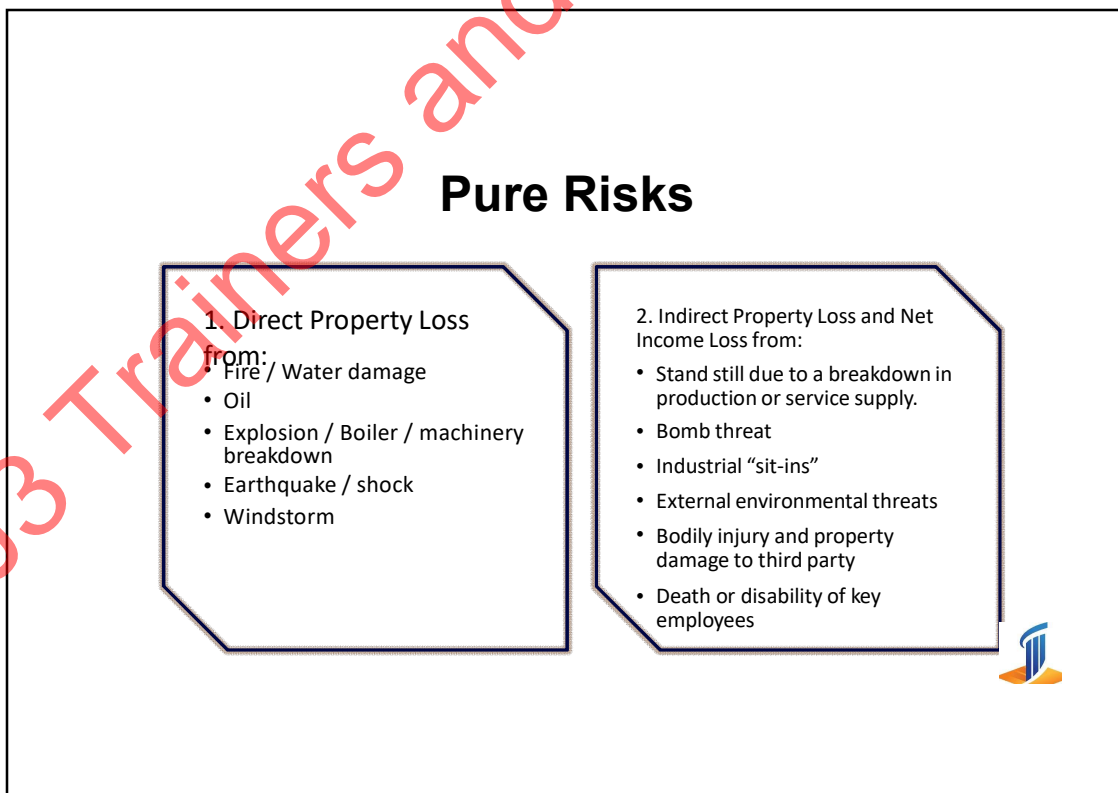 Pure Risks
1. Direct Property Loss
from:
• Fire / Water damage
• Oil
• Explosion / Boiler / machinery
breakdown
• Earthquake / shock
• Windstorm
2. Indirect Property Loss and Net
Income Loss from:
• Stand still due to a breakdown in
production or service supply.
• Bomb threat
• Industrial “sit-ins”
• External environmental threats
• Bodily injury and property
damage to third party
• Death or disability of key
employees
3 Trainers and